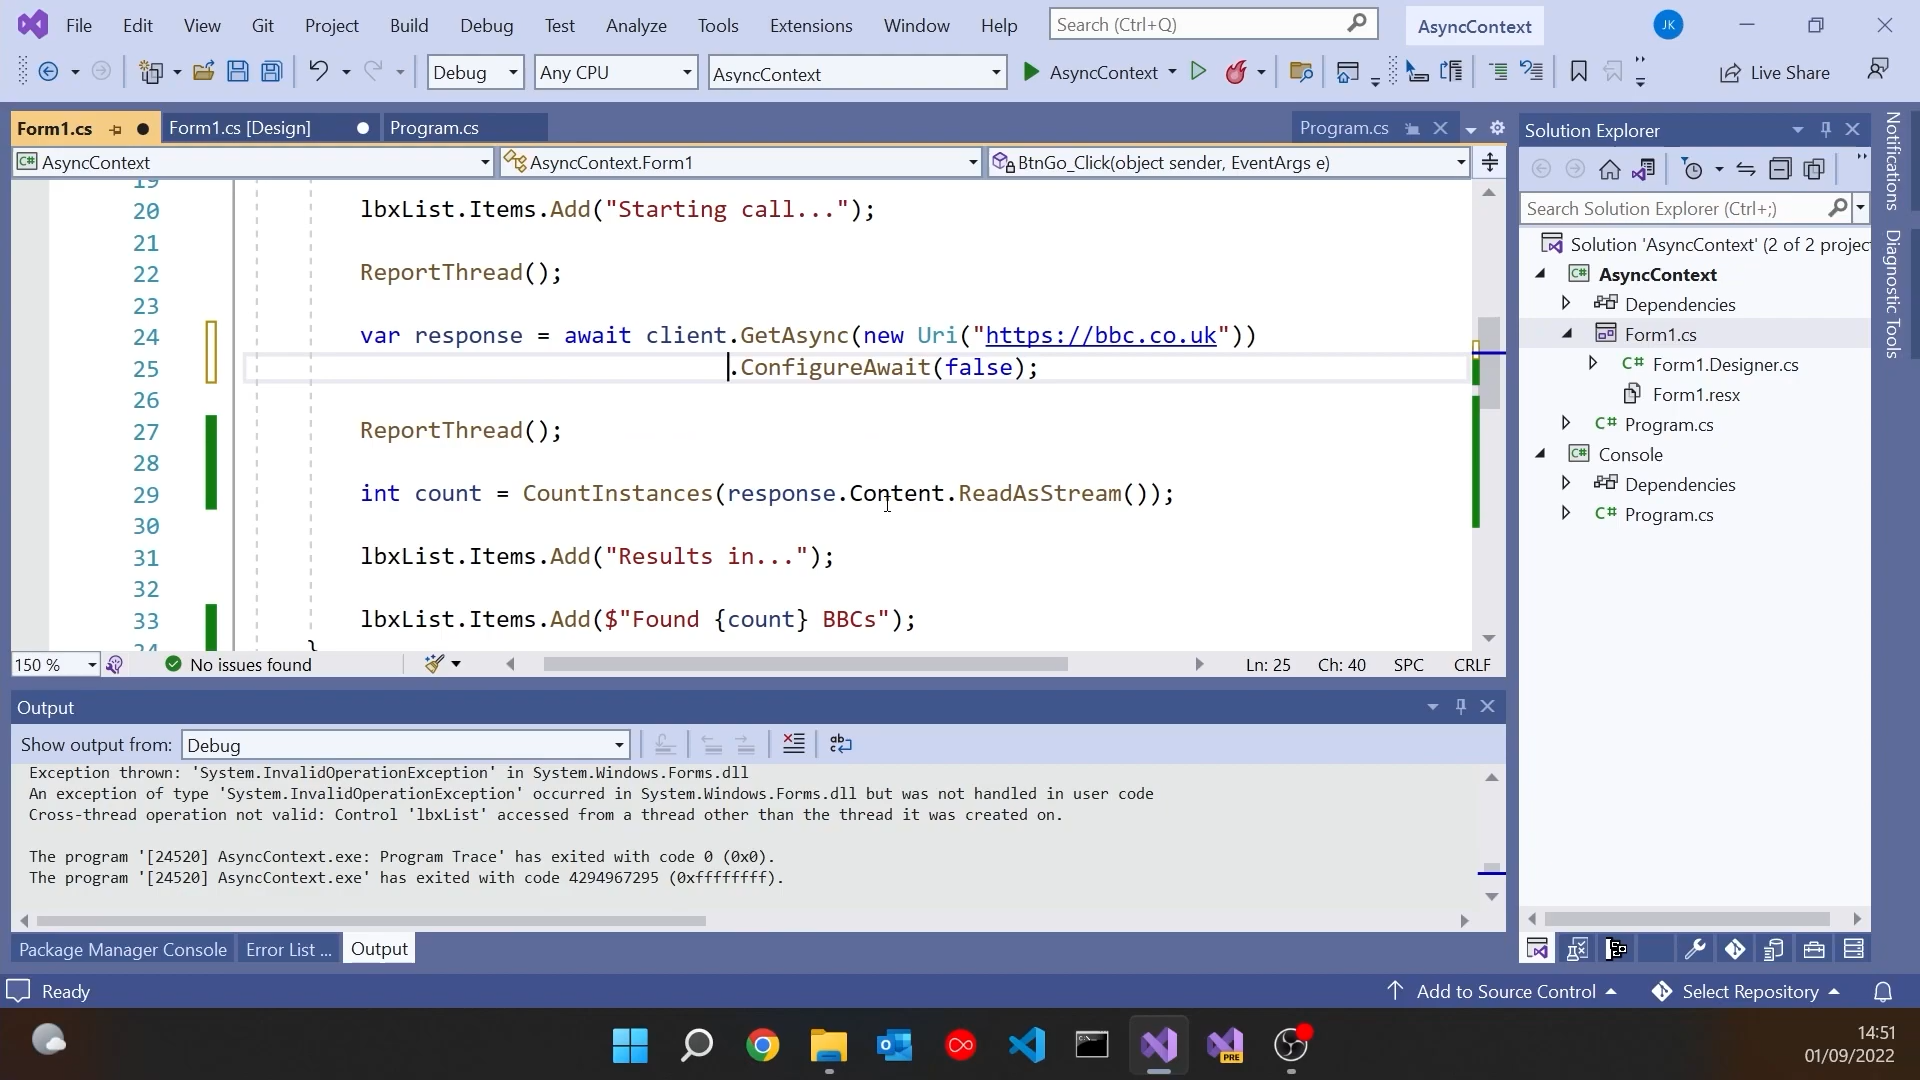 File Edit View Git Project Build Debug Test Analyze Tools Extensions Window Help Search (Ctrl+Q) AsyncContext JK
Debug Any CPU AsyncContext AsyncContext Live Share
Form1.cs Form1.cs [Design] Program.cs Program.cs
AsyncContext AsyncContext.Form1 BtnGo_Click(object sender, EventArgs e)
19
20 lbxList.Items.Add("Starting call...");
21
22 ReportThread();
23
24 var response = await client.GetAsync(new Uri("https://bbc.co.uk"))
25 .ConfigureAwait(false);
26
27 ReportThread();
28
29 int count = CountInstances(response.Content.ReadAsStream());
30
31 lbxList.Items.Add("Results in...");
32
33 lbxList.Items.Add($"Found {count} BBCs");
34 }
150 % No issues found Ln: 25 Ch: 40 SPC CRLF
Output
Show output from: Debug
Exception thrown: 'System.InvalidOperationException' in System.Windows.Forms.dll
An exception of type 'System.InvalidOperationException' occurred in System.Windows.Forms.dll but was not handled in user code
Cross-thread operation not valid: Control 'lbxList' accessed from a thread other than the thread it was created on.
The program '[24520] AsyncContext.exe: Program Trace' has exited with code 0 (0x0).
The program '[24520] AsyncContext.exe' has exited with code 4294967295 (0xffffffff).
Package Manager Console Error List ... Output
Solution Explorer
Search Solution Explorer (Ctrl+;)
Solution 'AsyncContext' (2 of 2 projec
C# AsyncContext
Dependencies
Form1.cs
C# Form1.Designer.cs
Form1.resx
C# Program.cs
C# Console
Dependencies
C# Program.cs
Notifications
Diagnostic Tools
Ready Add to Source Control Select Repository
PRE
14:51
01/09/2022